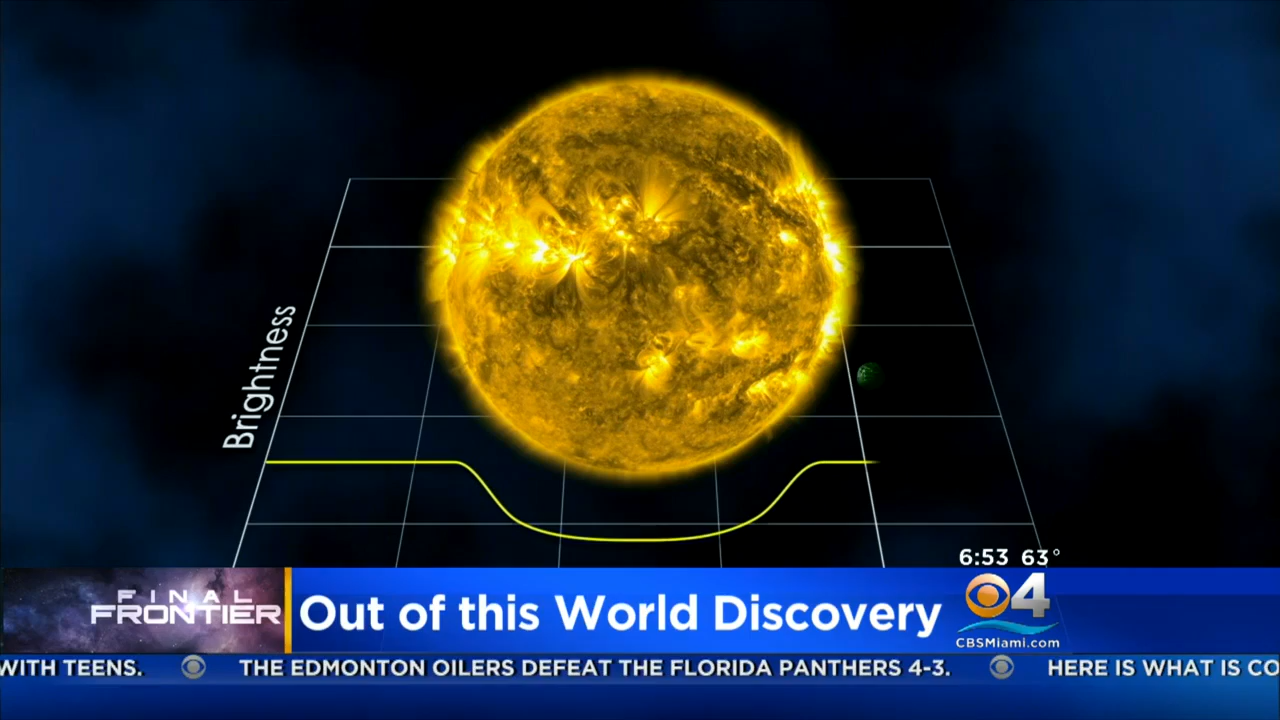 Brightness
6:53 63°
FINAL
FRONTIER
Out of this World Discovery
4
CBSMiami.com
WITH TEENS. THE EDMONTON OILERS DEFEAT THE FLORIDA PANTHERS 4-3. HERE IS WHAT IS CO